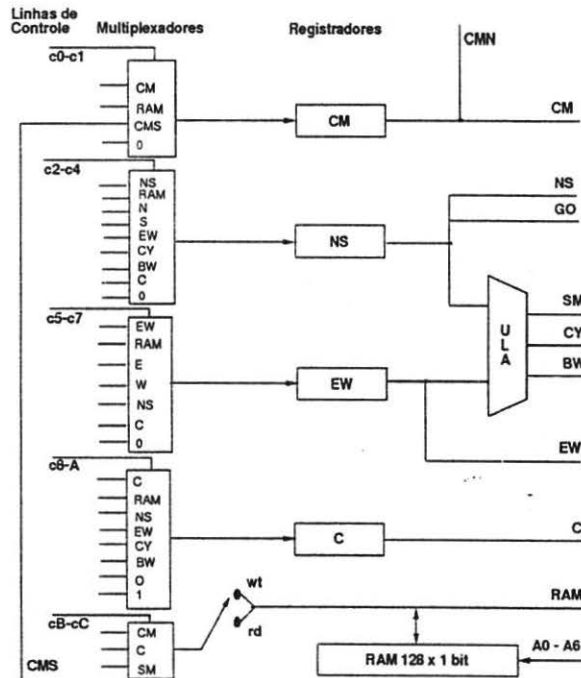 Linhas de
Controle
Multiplexadores
Registradores
c0-c1
CMN
CM
RAM
CMS
0
CM
CM
c2-c4
NS
RAM
N
S
EW
CY
BW
C
0
NS
NS
GO
ULA
SM
CY
BW
c5-c7
EW
RAM
E
W
NS
C
0
EW
EW
c8-A
C
RAM
NS
EW
CY
BW
O
1
C
C
cB-cC
CM
C
SM
wt
rd
RAM
RAM 128 x 1 bit
A0 - A6
CMS